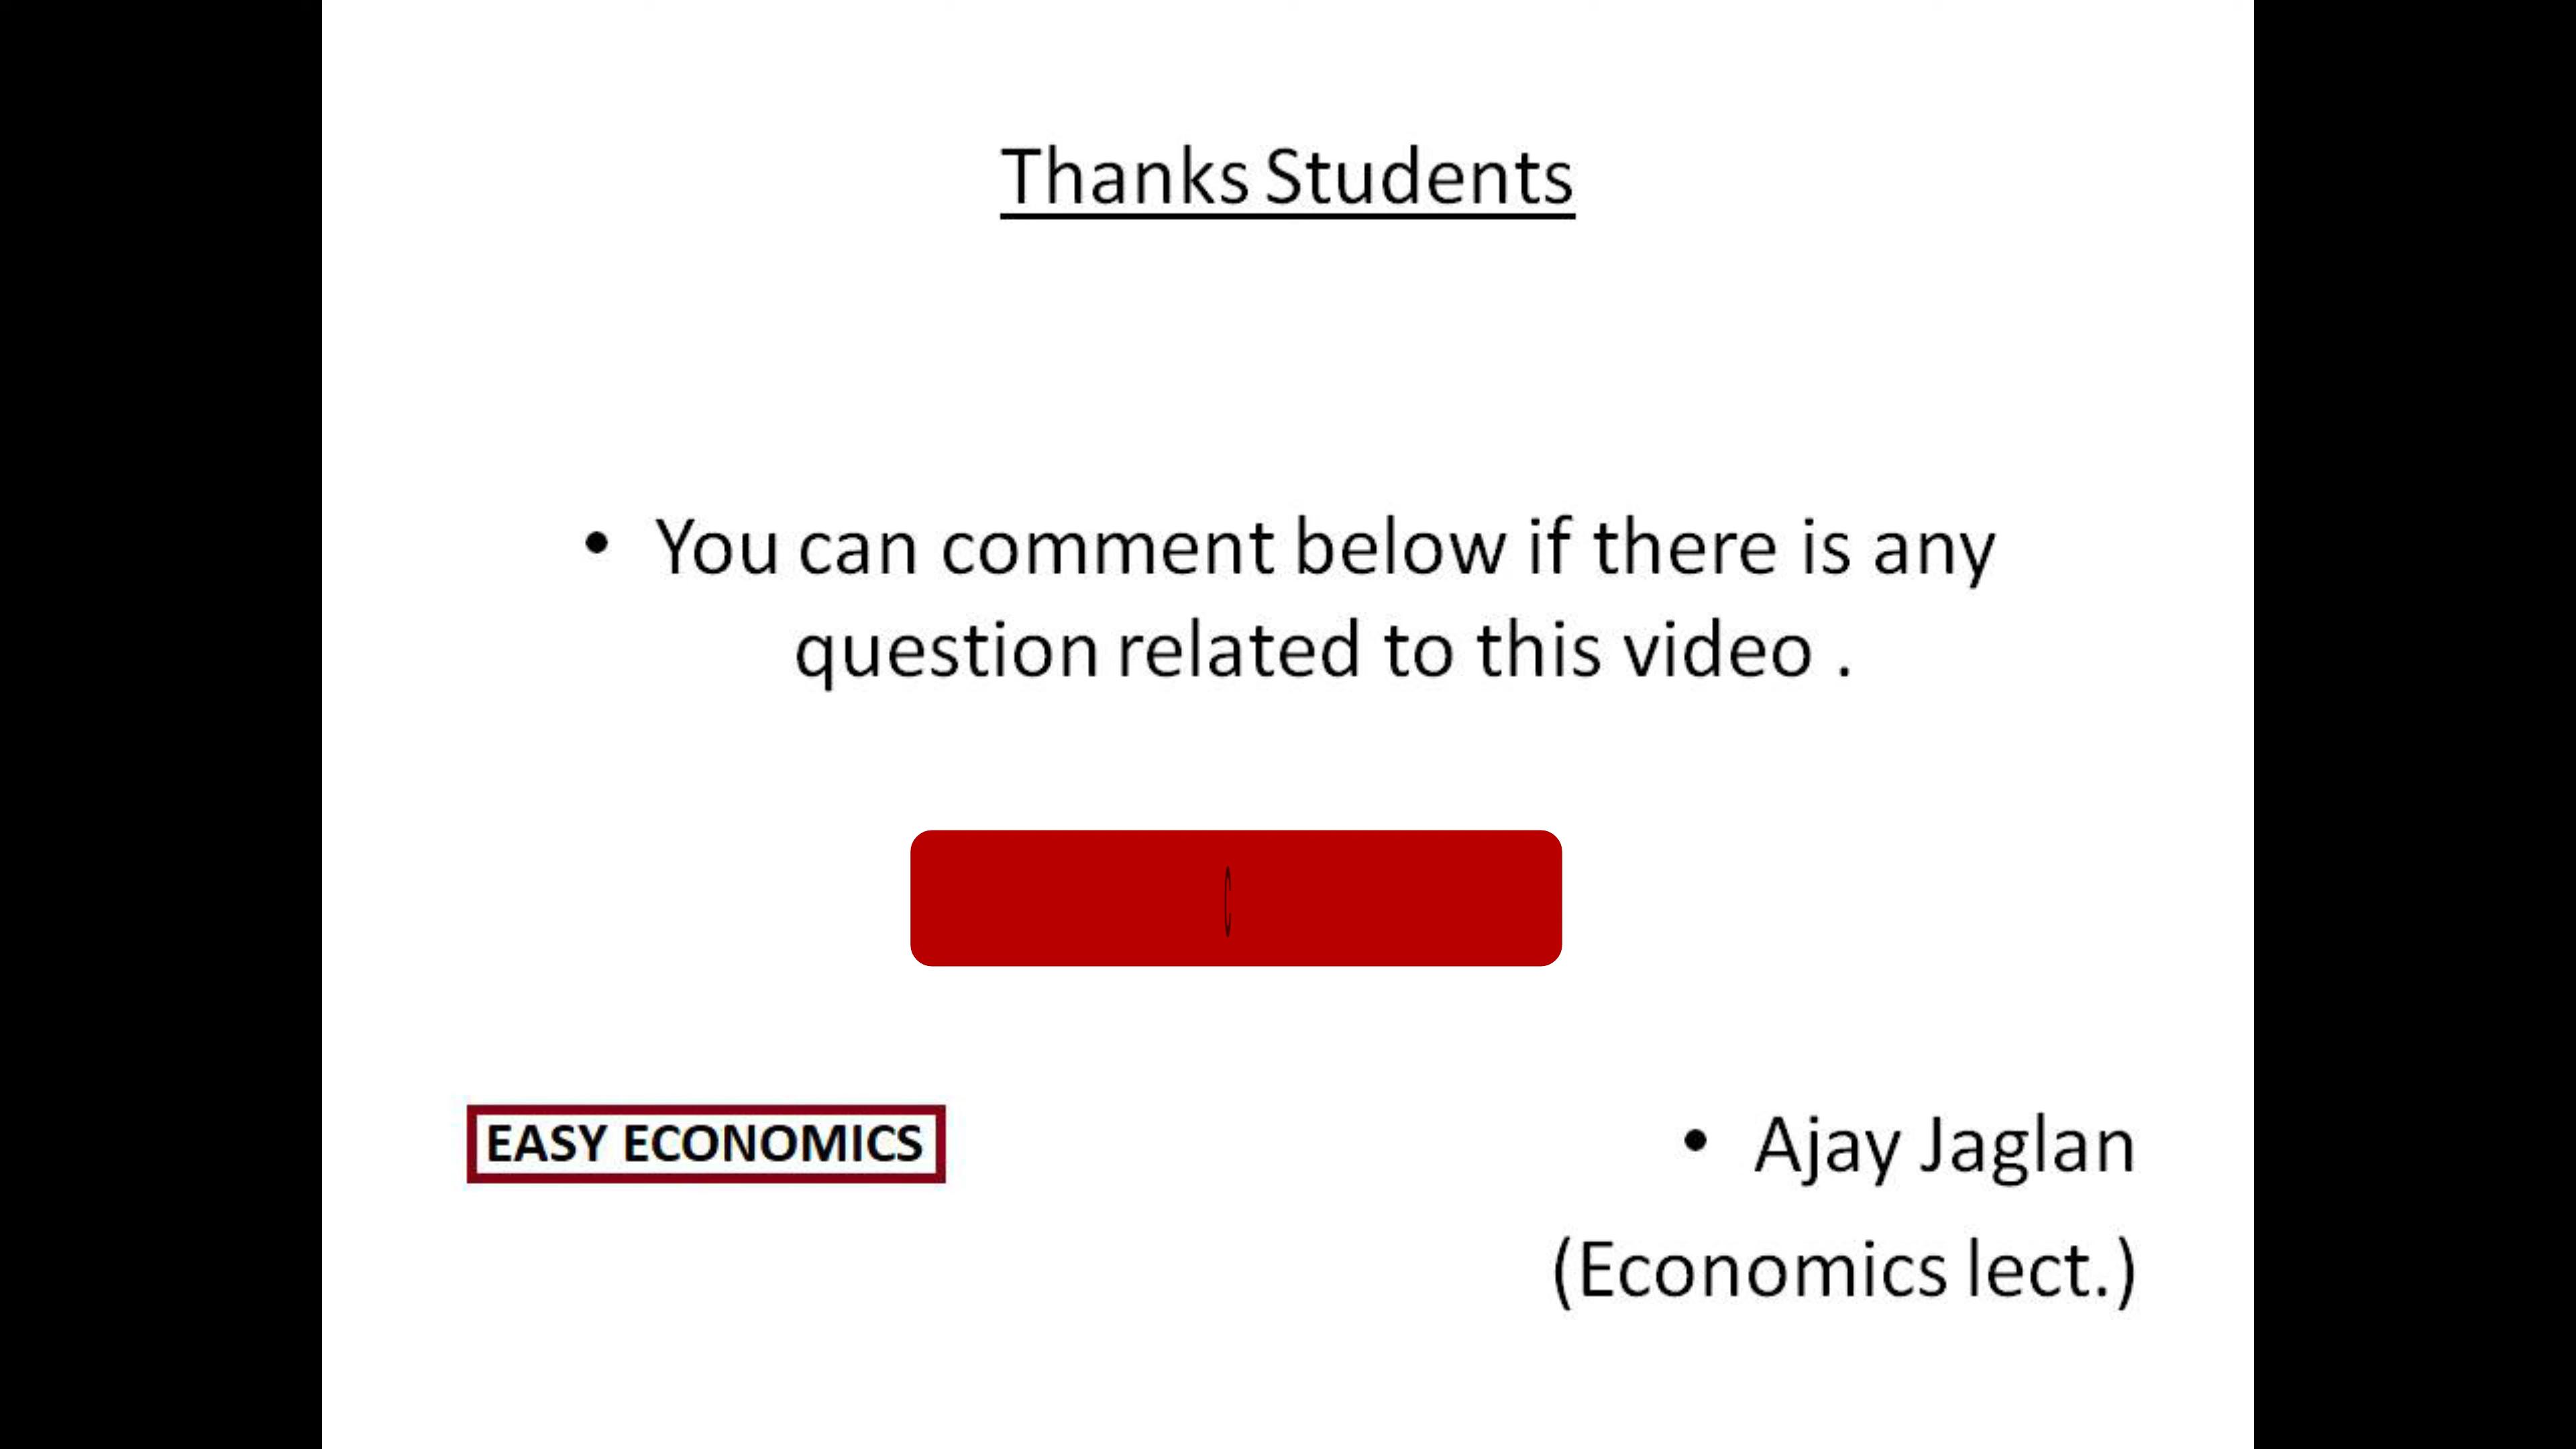 Thanks Students
• You can comment below if there is any
question related to this video .
EASY ECONOMICS
• Ajay Jaglan
(Economics lect.)